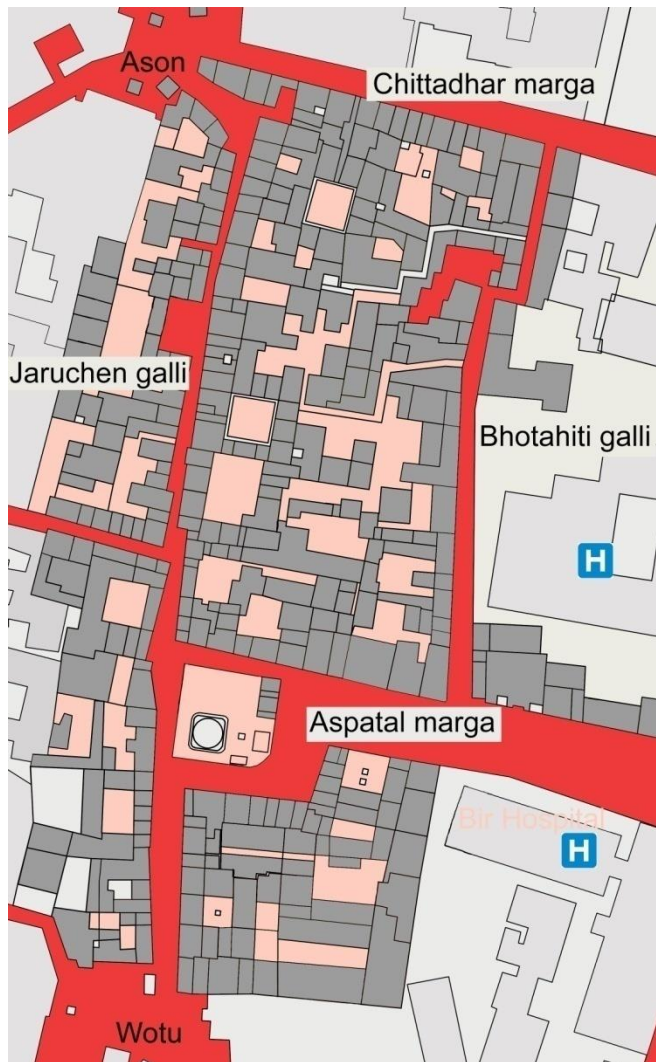 Ason
Chittadhar marga
Jaruchen galli
Bhotahiti galli
H
Aspatal marga
Bir Hospital
H
Wotu